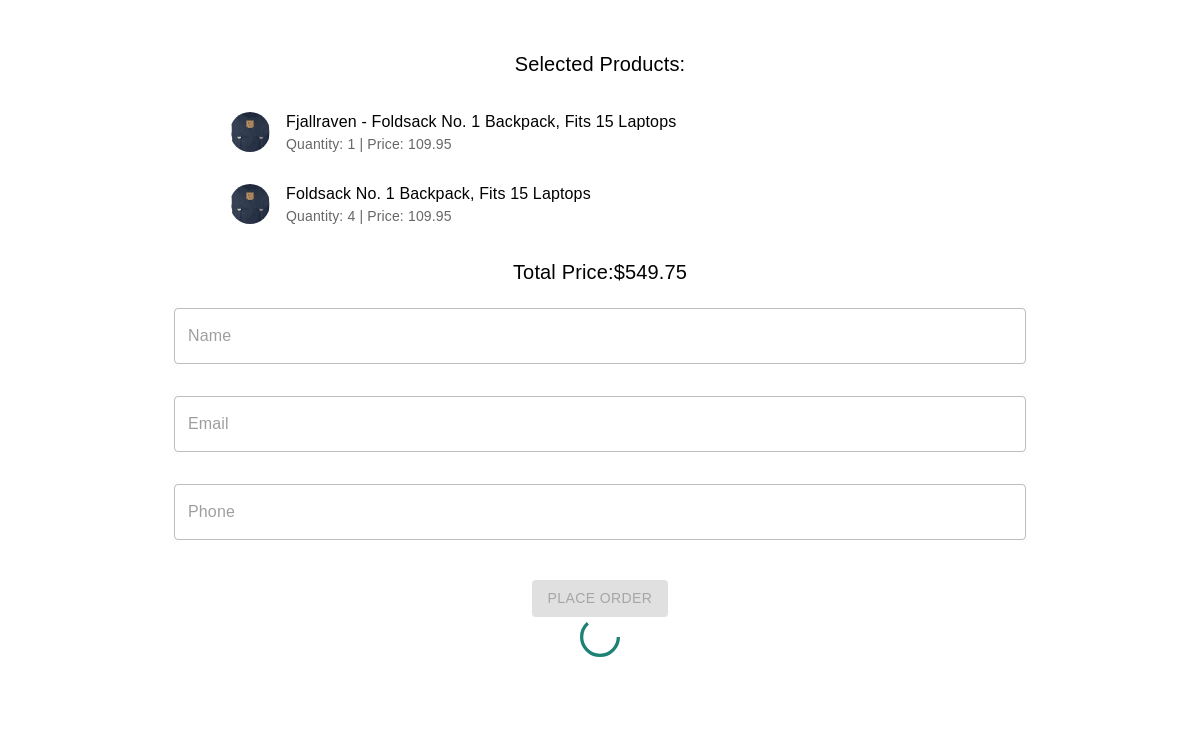 Selected Products:
Fjallraven - Foldsack No. 1 Backpack, Fits 15 Laptops
Quantity: 1 | Price: 109.95
Foldsack No. 1 Backpack, Fits 15 Laptops
Quantity: 4 | Price: 109.95
Total Price:$549.75
Name
Email
Phone
PLACE ORDER